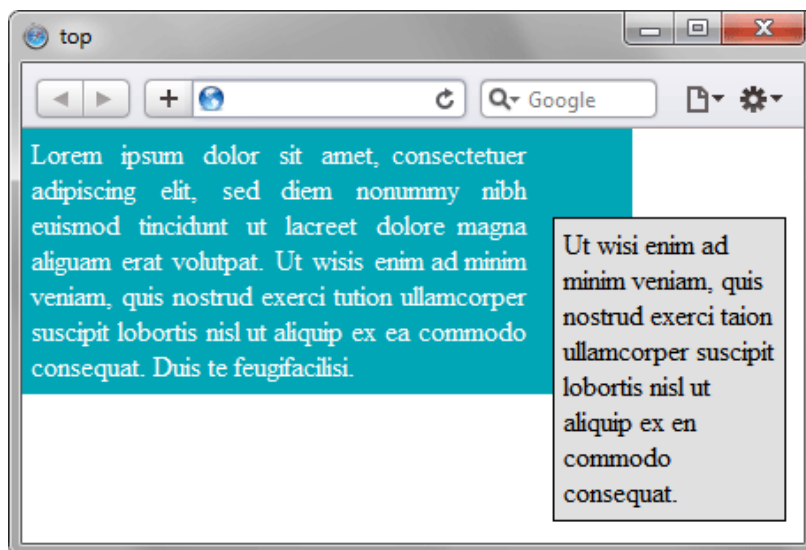 top
Google
Lorem ipsum dolor sit amet, consectetuer
adipiscing elit, sed diem nonummy nibh
euismod tincidunt ut lacreet dolore magna
aliguam erat volutpat. Ut wisis enim ad minim
veniam, quis nostrud exerci tution ullamcorper
suscipit lobortis nisl ut aliquip ex ea commodo
consequat. Duis te feugifacilisi.
Ut wisi enim ad
minim veniam, quis
nostrud exerci taion
ullamcorper suscipit
lobortis nisl ut
aliquip ex en
commodo
consequat.